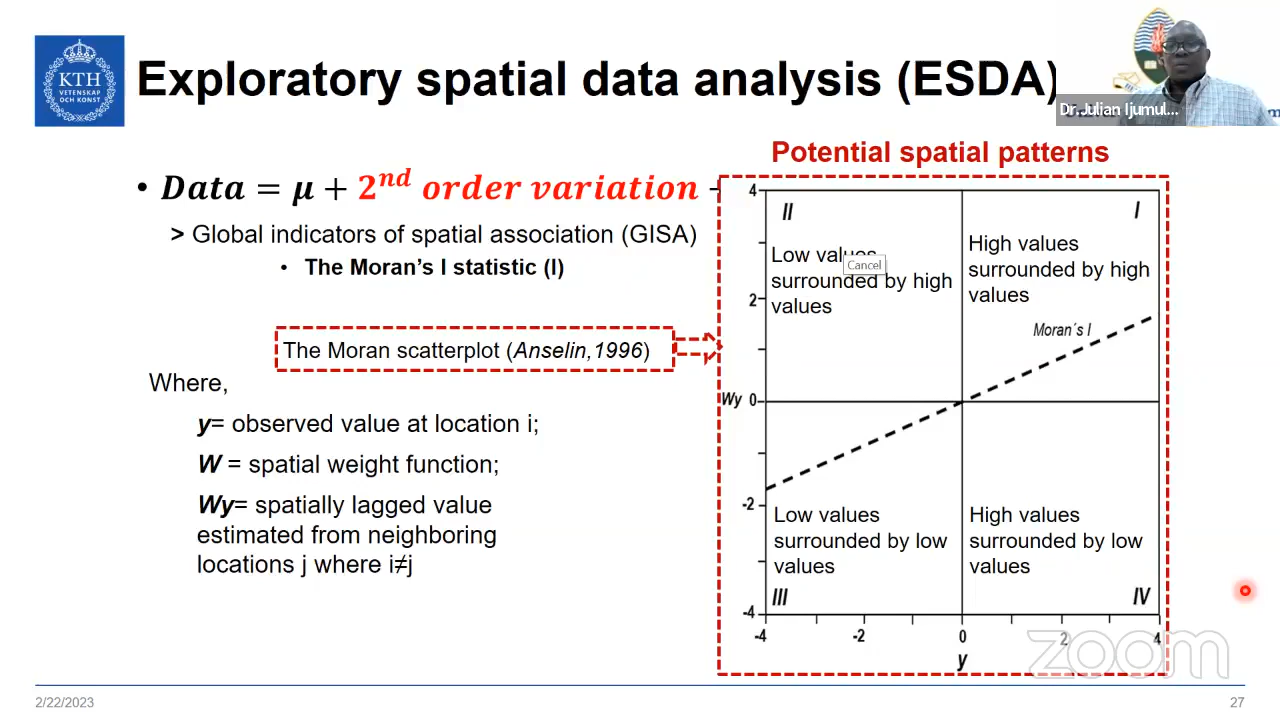 KTH
VETENSKAP
OCH KONST
Exploratory spatial data analysis (ESDA)
Dr.Julian Ijumul...
• Data = μ + 2nd order variation -
> Global indicators of spatial association (GISA)
• The Moran's I statistic (I)
The Moran scatterplot (Anselin,1996)
Where,
y= observed value at location i;
W = spatial weight function;
Wy= spatially lagged value
estimated from neighboring
locations j where i≠j
Potential spatial patterns
4
II
I
Low values
surrounded by high
values
Cancel
High values
surrounded by high
values
2
Moran´s I
Wy 0
-2
Low values
surrounded by low
values
High values
surrounded by low
values
III
IV
-4
-4 -2 0 2 4
y
zoom
2/22/2023
27